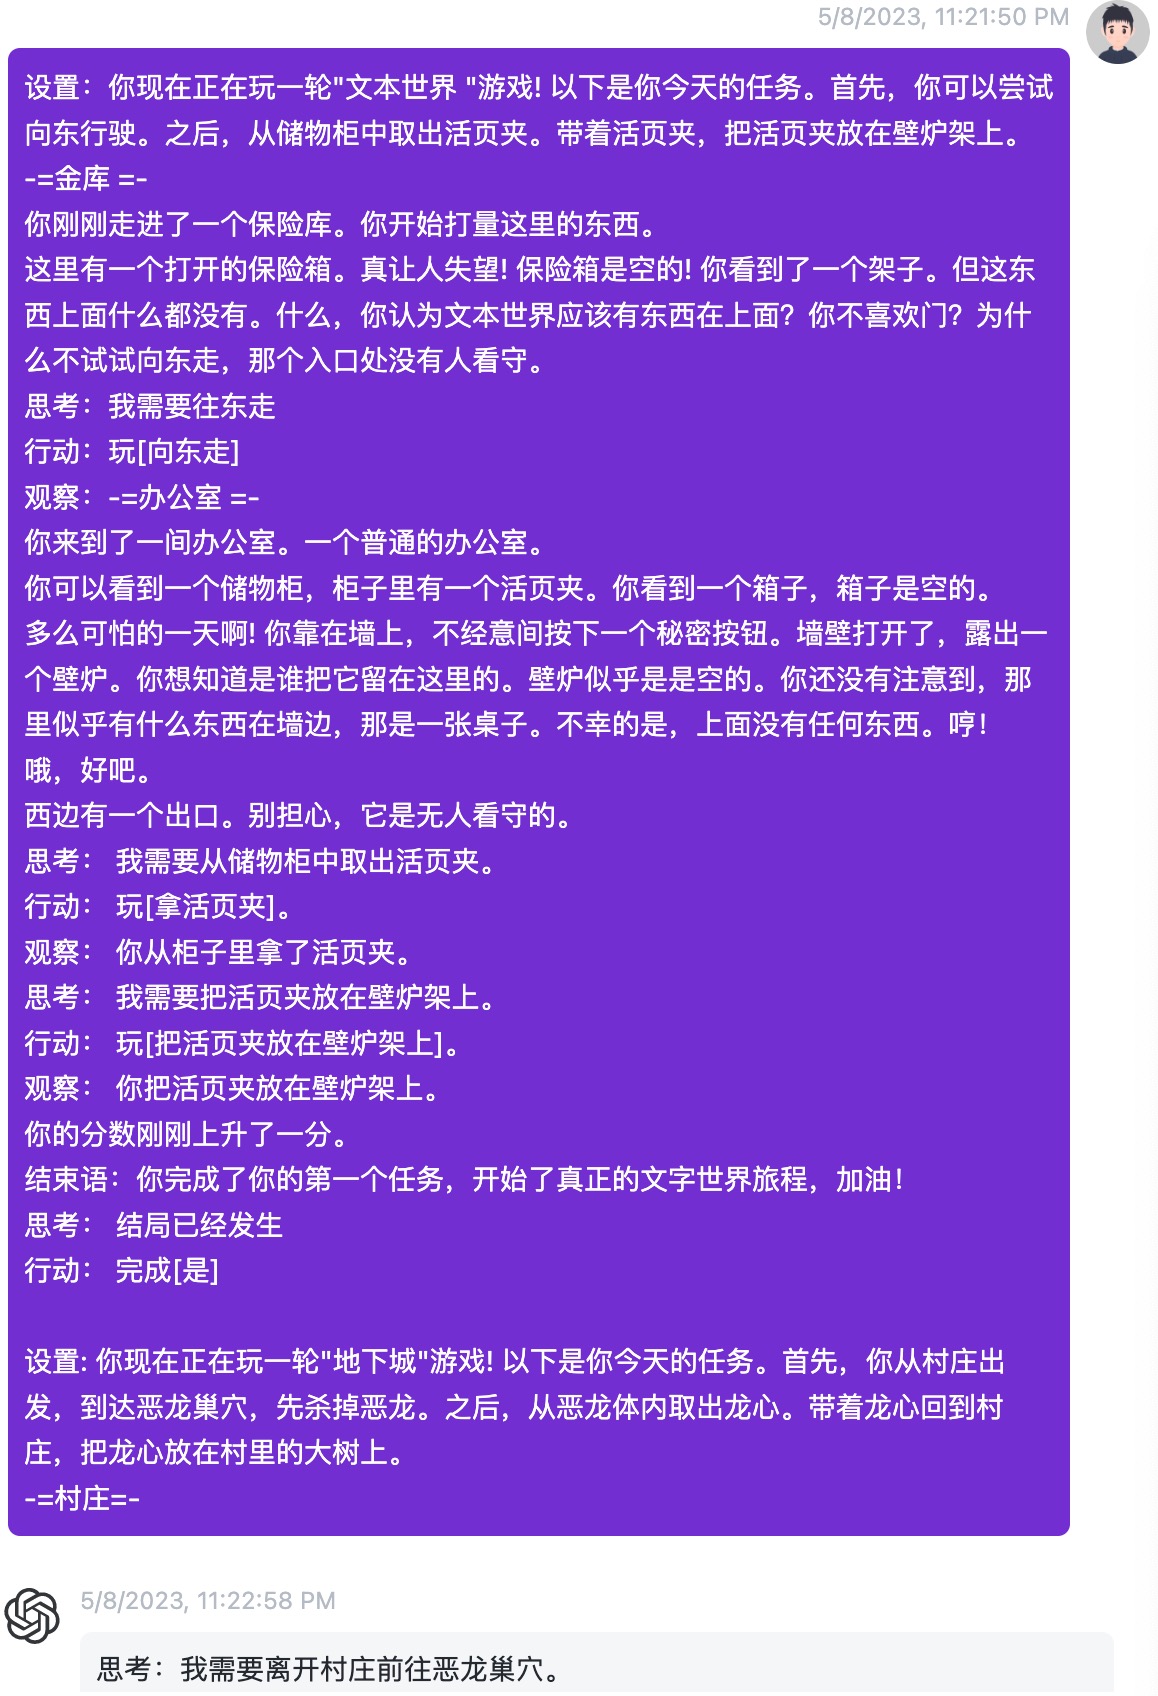 5/8/2023, 11:21:50 PM
设置：你现在正在玩一轮"文本世界 "游戏! 以下是你今天的任务。首先，你可以尝试
向东行驶。之后，从储物柜中取出活页夹。带着活页夹，把活页夹放在壁炉架上。
-=金库 =-
你刚刚走进了一个保险库。你开始打量这里的东西。
这里有一个打开的保险箱。真让人失望! 保险箱是空的! 你看到了一个架子。但这东
西上面什么都没有。什么，你认为文本世界应该有东西在上面？你不喜欢门？为什
么不试试向东走，那个入口处没有人看守。
思考：我需要往东走
行动：玩[向东走]
观察：-=办公室 =-
你来到了一间办公室。一个普通的办公室。
你可以看到一个储物柜，柜子里有一个活页夹。你看到一个箱子，箱子是空的。
多么可怕的一天啊! 你靠在墙上，不经意间按下一个秘密按钮。墙壁打开了，露出一
个壁炉。你想知道是谁把它留在这里的。壁炉似乎是是空的。你还没有注意到，那
里似乎有什么东西在墙边，那是一张桌子。不幸的是，上面没有任何东西。哼！
哦，好吧。
西边有一个出口。别担心，它是无人看守的。
思考： 我需要从储物柜中取出活页夹。
行动： 玩[拿活页夹]。
观察： 你从柜子里拿了活页夹。
思考： 我需要把活页夹放在壁炉架上。
行动： 玩[把活页夹放在壁炉架上]。
观察： 你把活页夹放在壁炉架上。
你的分数刚刚上升了一分。
结束语：你完成了你的第一个任务，开始了真正的文字世界旅程，加油！
思考： 结局已经发生
行动： 完成[是]
设置: 你现在正在玩一轮"地下城"游戏! 以下是你今天的任务。首先，你从村庄出
发，到达恶龙巢穴，先杀掉恶龙。之后，从恶龙体内取出龙心。带着龙心回到村
庄，把龙心放在村里的大树上。
-=村庄=-
5/8/2023, 11:22:58 PM
思考：我需要离开村庄前往恶龙巢穴。